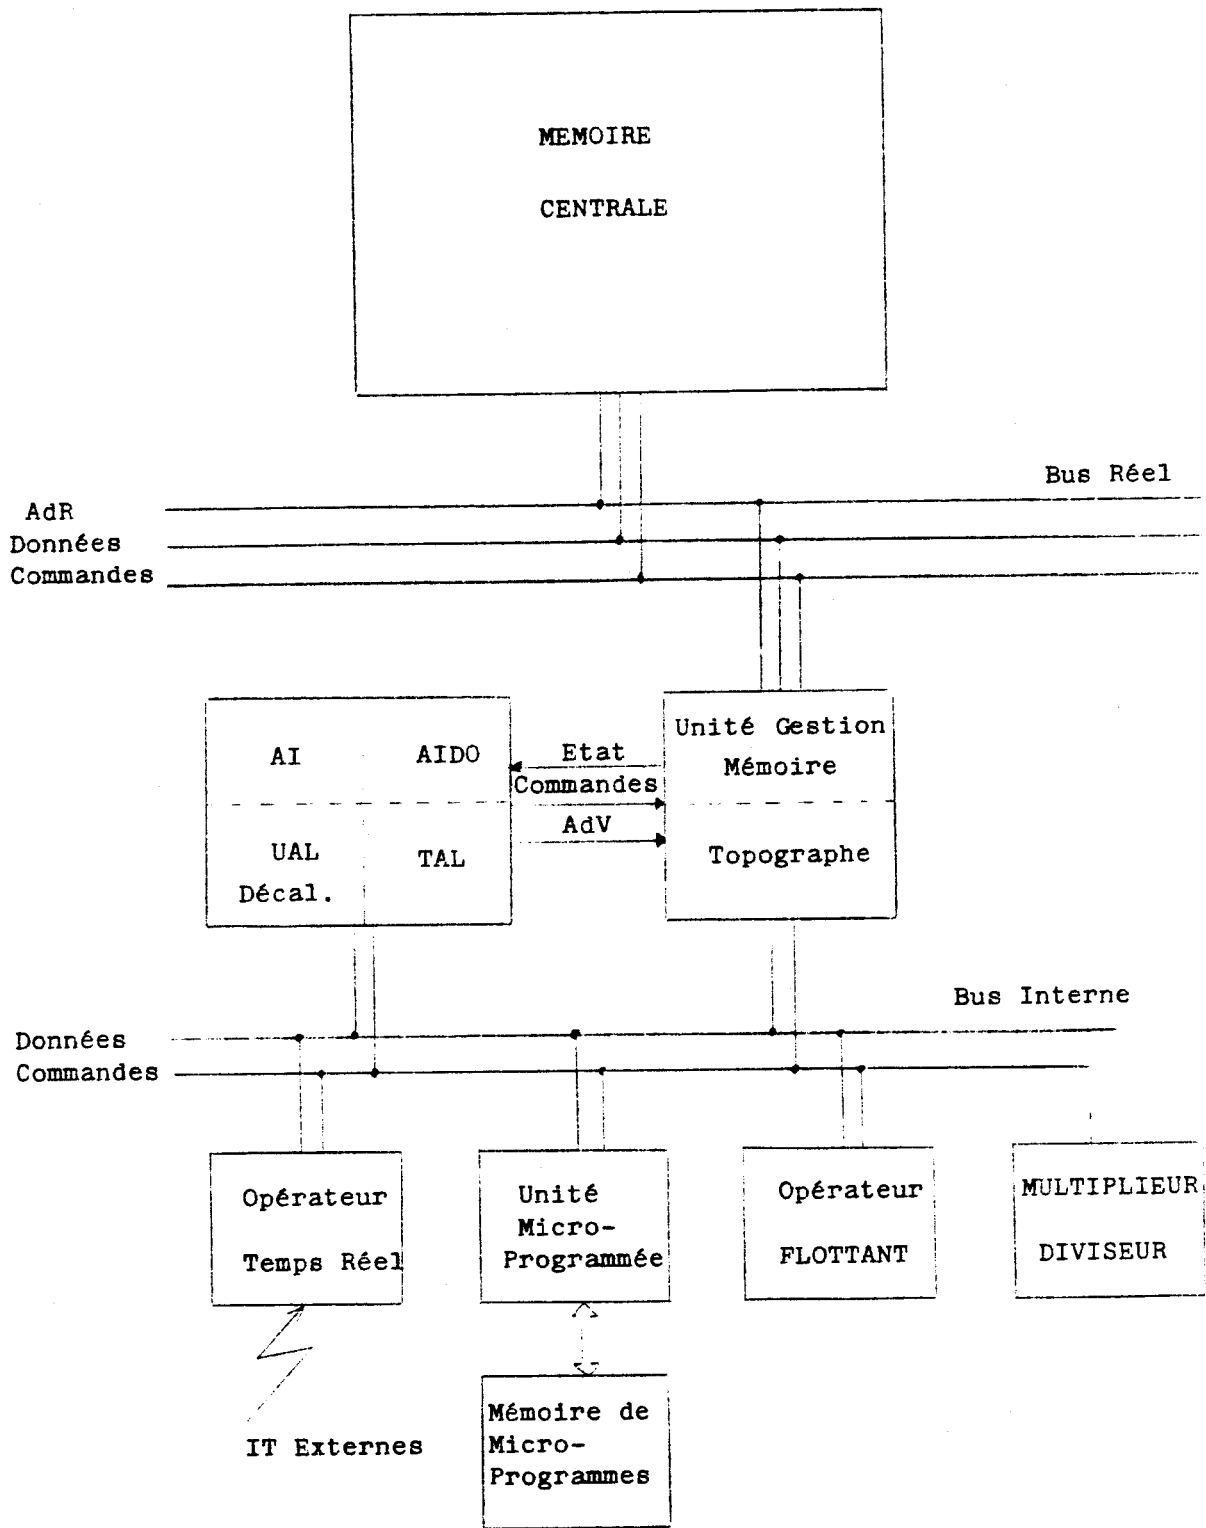 MEMOIRE
CENTRALE
Bus Réel
AdR
Données
Commandes
AI
AIDO
UAL
Décal.
TAL
Etat
Commandes
AdV
Unité Gestion
Mémoire
Topographe
Bus Interne
Données
Commandes
Opérateur
Temps Réel
Unité
Micro-
Programmée
Opérateur
FLOTTANT
MULTIPLIEUR
DIVISEUR
IT Externes
Mémoire de
Micro-
Programmes